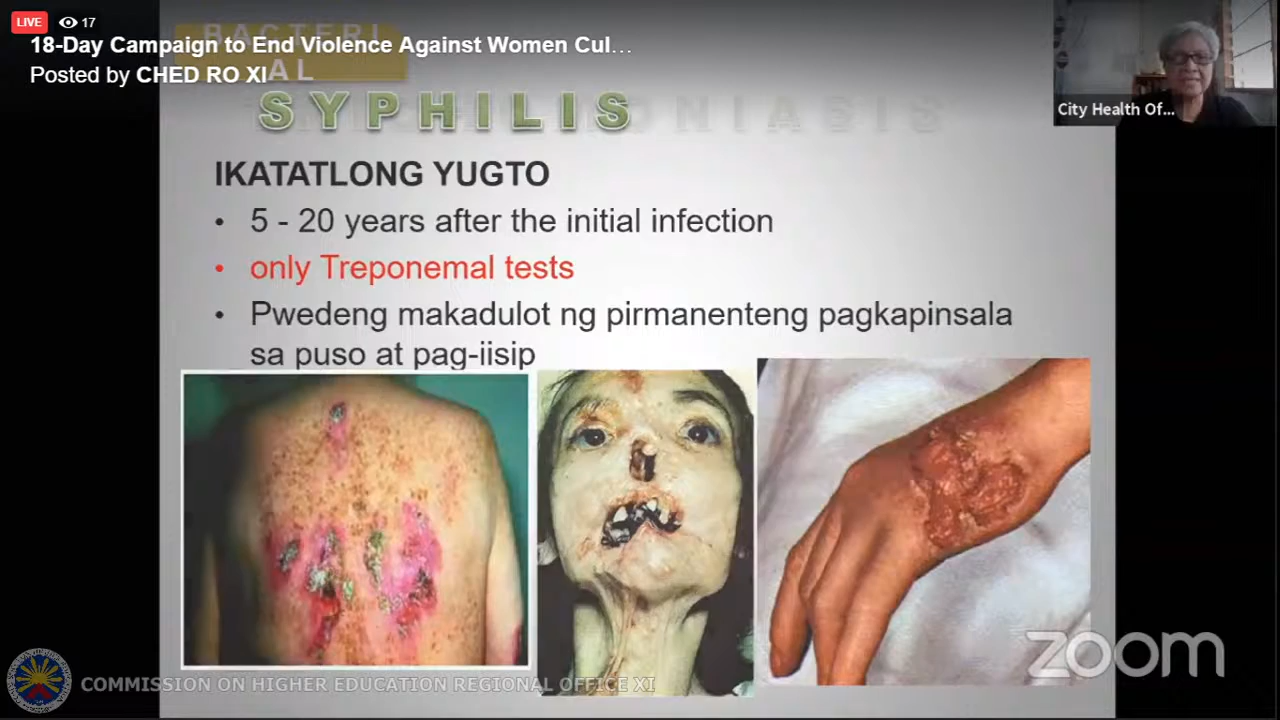 LIVE 17
18-Day Campaign to End Violence Against Women Cul…
Posted by CHED RO XI
BACTERI
AL
SYPHILIS
City Health Of...
IKATATLONG YUGTO
• 5 - 20 years after the initial infection
• only Treponemal tests
• Pwedeng makadulot ng pirmanenteng pagkapinsala
sa puso at pag-iisip
COMMISSION ON HIGHER EDUCATION REGIONAL OFFICE XI
zoom